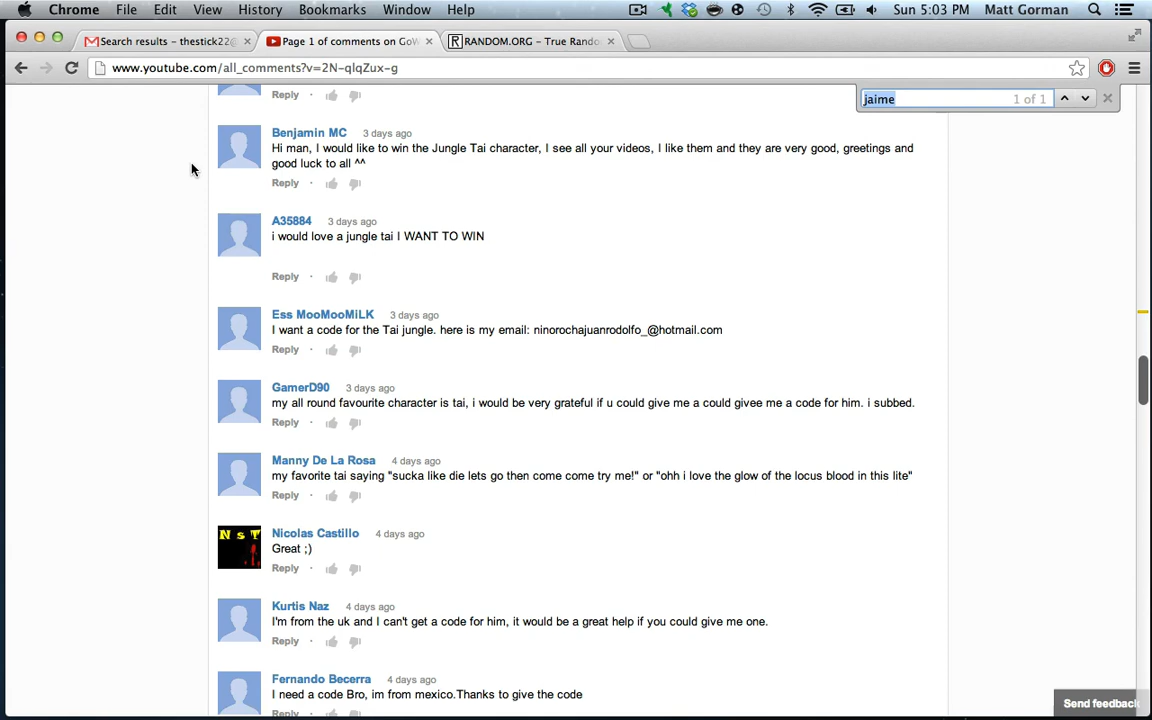 Chrome File Edit View History Bookmarks Window Help Sun 5:03 PM Matt Gorman
Search results - thestick22@ Page 1 of comments on GoW RANDOM.ORG - True Rando
www.youtube.com/all_comments?v=2N-qlqZux-g
jaime 1 of 1
Reply
Benjamin MC 3 days ago
Hi man, I would like to win the Jungle Tai character, I see all your videos, I like them and they are very good, greetings and
good luck to all ^^
Reply
A35884 3 days ago
i would love a jungle tai I WANT TO WIN
Reply
Ess MooMooMiLK 3 days ago
I want a code for the Tai jungle. here is my email: ninorochajuanrodolfo_@hotmail.com
Reply
GamerD90 3 days ago
my all round favourite character is tai, i would be very grateful if u could give me a could givee me a code for him. i subbed.
Reply
Manny De La Rosa 4 days ago
my favorite tai saying "sucka like die lets go then come come try me!" or "ohh i love the glow of the locus blood in this lite"
Reply
N s T
Nicolas Castillo 4 days ago
Great ;)
Reply
Kurtis Naz 4 days ago
I'm from the uk and I can't get a code for him, it would be a great help if you could give me one.
Reply
Fernando Becerra 4 days ago
I need a code Bro, im from mexico.Thanks to give the code
Reply
Send feedback